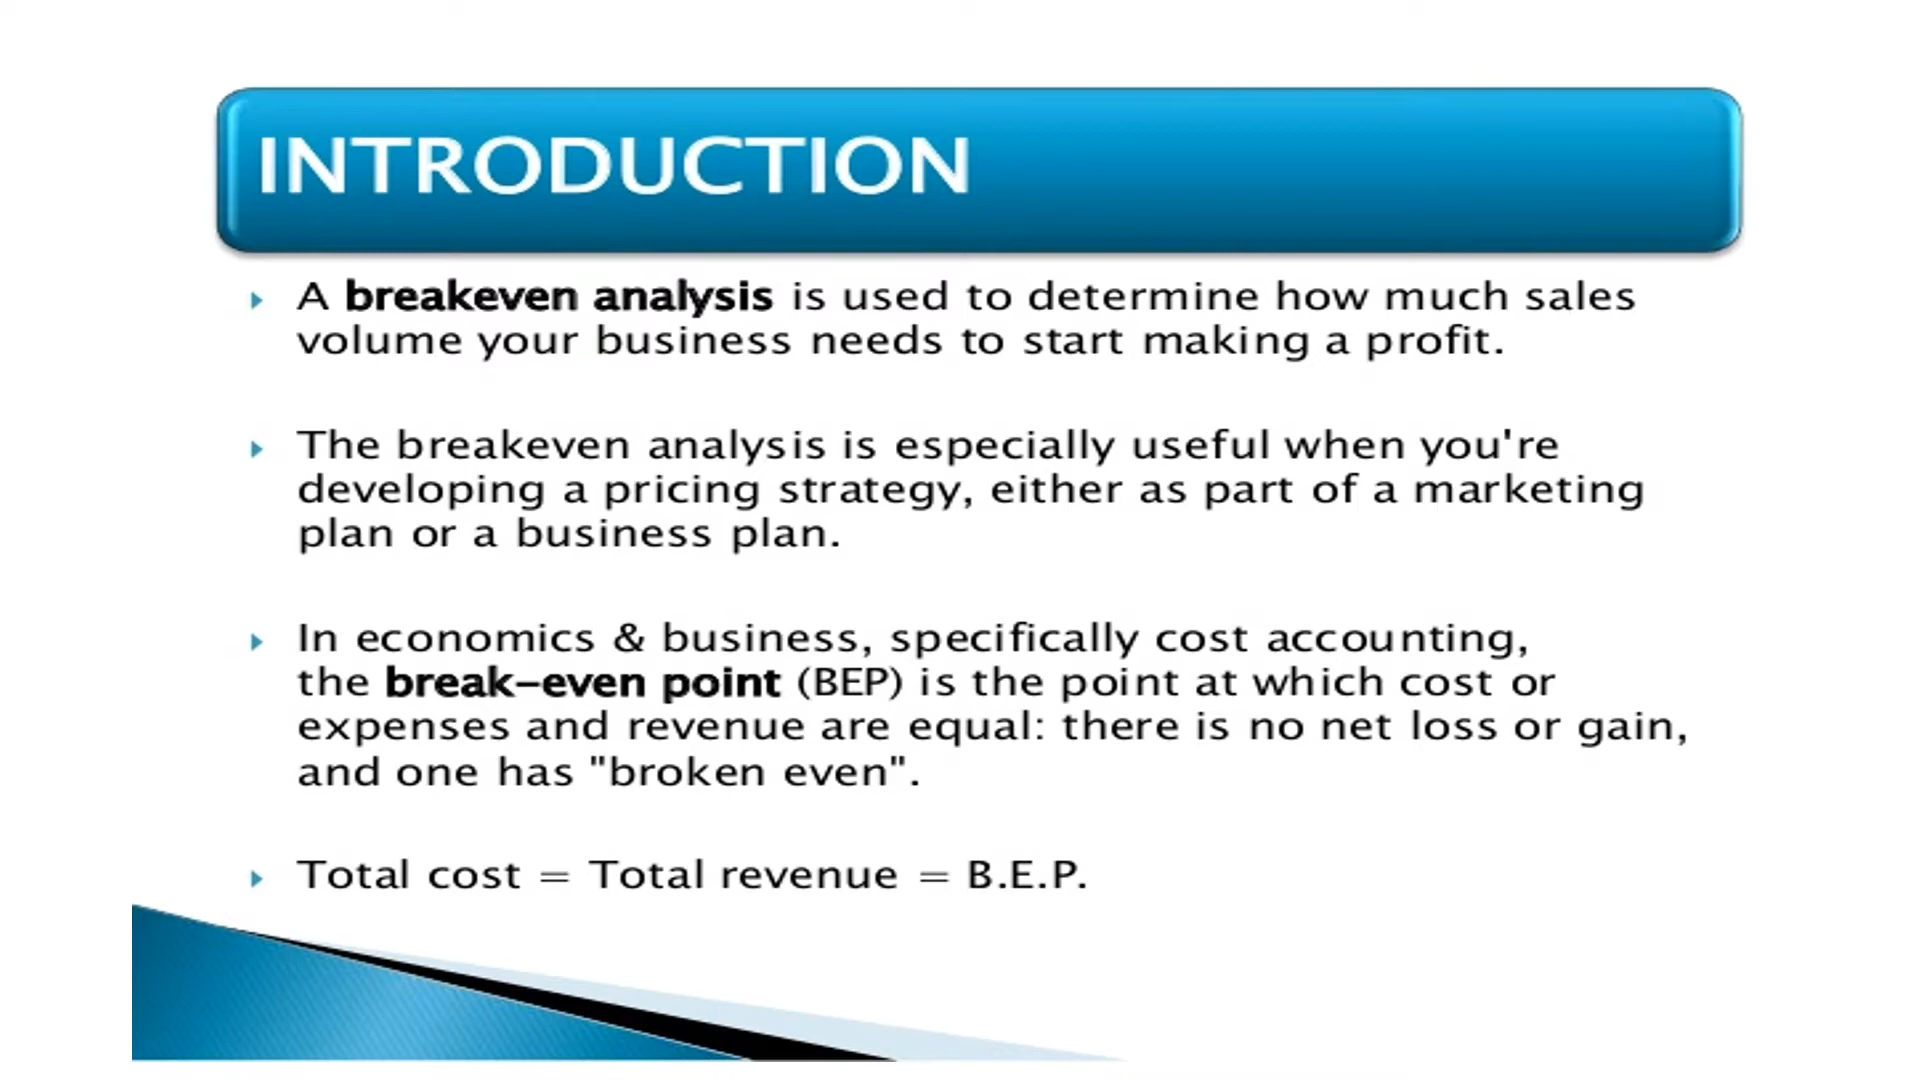 INTRODUCTION
A breakeven analysis is used to determine how much sales
volume your business needs to start making a profit.
The breakeven analysis is especially useful when you're
developing a pricing strategy, either as part of a marketing
plan or a business plan.
In economics & business, specifically cost accounting,
the break-even point (BEP) is the point at which cost or
expenses and revenue are equal: there is no net loss or gain,
and one has "broken even".
Total cost = Total revenue = B.E.P.